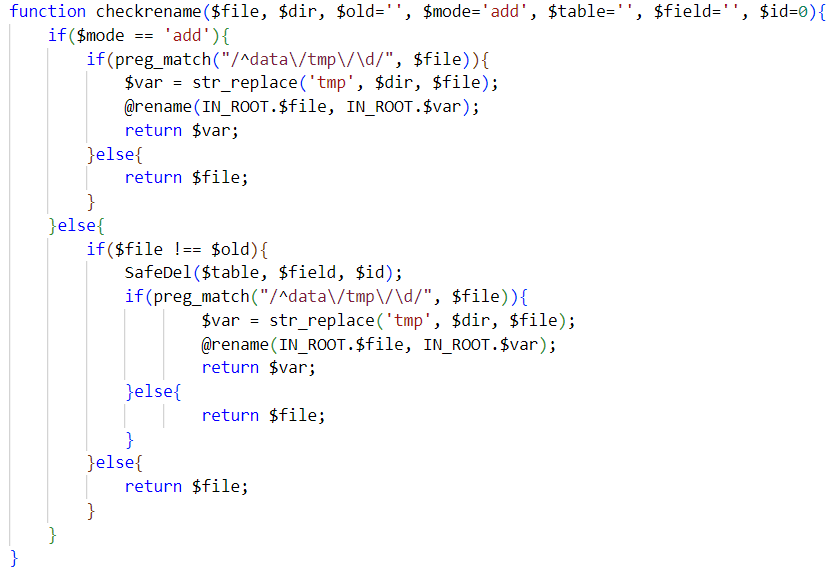 function checkrename($file, $dir, $old='', $mode='add', $table='', $field='', $id=0){
    if($mode == 'add'){
        if(preg_match("/^data\/tmp\/\d/", $file)){
            $var = str_replace('tmp', $dir, $file);
            @rename(IN_ROOT.$file, IN_ROOT.$var);
            return $var;
        }else{
            return $file;
        }
    }else{
        if($file !== $old){
            SafeDel($table, $field, $id);
            if(preg_match("/^data\/tmp\/\d/", $file)){
                    $var = str_replace('tmp', $dir, $file);
                    @rename(IN_ROOT.$file, IN_ROOT.$var);
                    return $var;
            }else{
                    return $file;
            }
        }else{
            return $file;
        }
    }
}